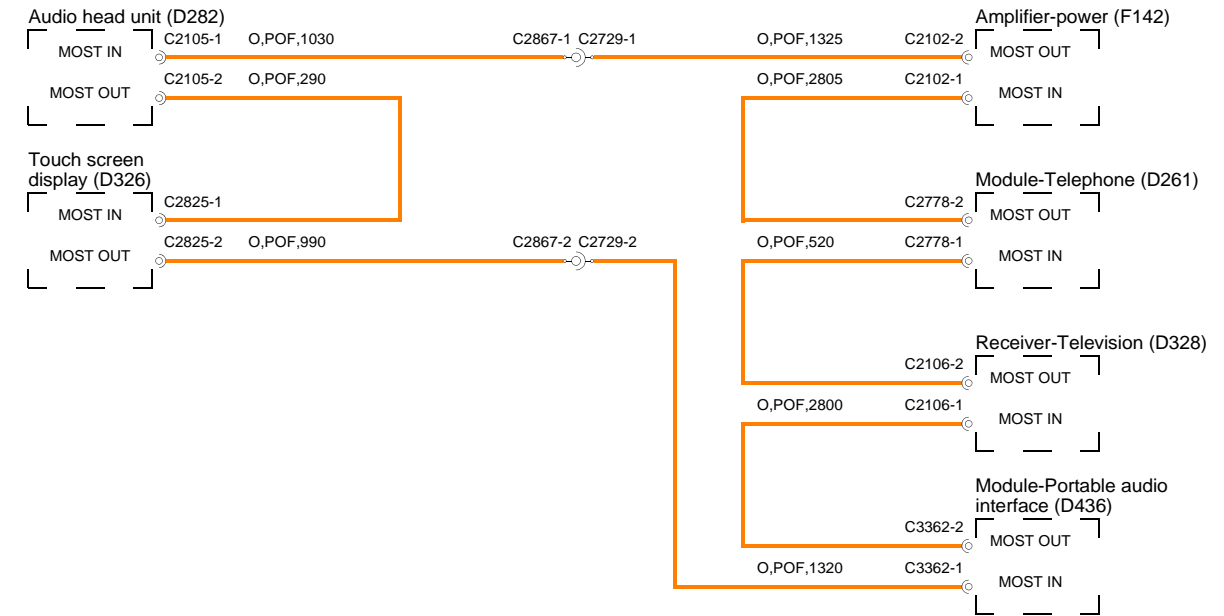 Audio head unit (D282)
Amplifier-power (F142)
C2105-1 O,POF,1030 C2867-1 C2729-1 O,POF,1325 C2102-2
MOST IN
MOST OUT
C2105-2 O,POF,290 O,POF,2805 C2102-1
MOST OUT
MOST IN
Touch screen
display (D326)
Module-Telephone (D261)
C2825-1 C2778-2
MOST IN
MOST OUT
C2825-2 O,POF,990 C2867-2 C2729-2 O,POF,520 C2778-1
MOST OUT
MOST IN
Receiver-Television (D328)
C2106-2
MOST OUT
O,POF,2800 C2106-1
MOST IN
Module-Portable audio
interface (D436)
C3362-2
MOST OUT
O,POF,1320 C3362-1
MOST IN